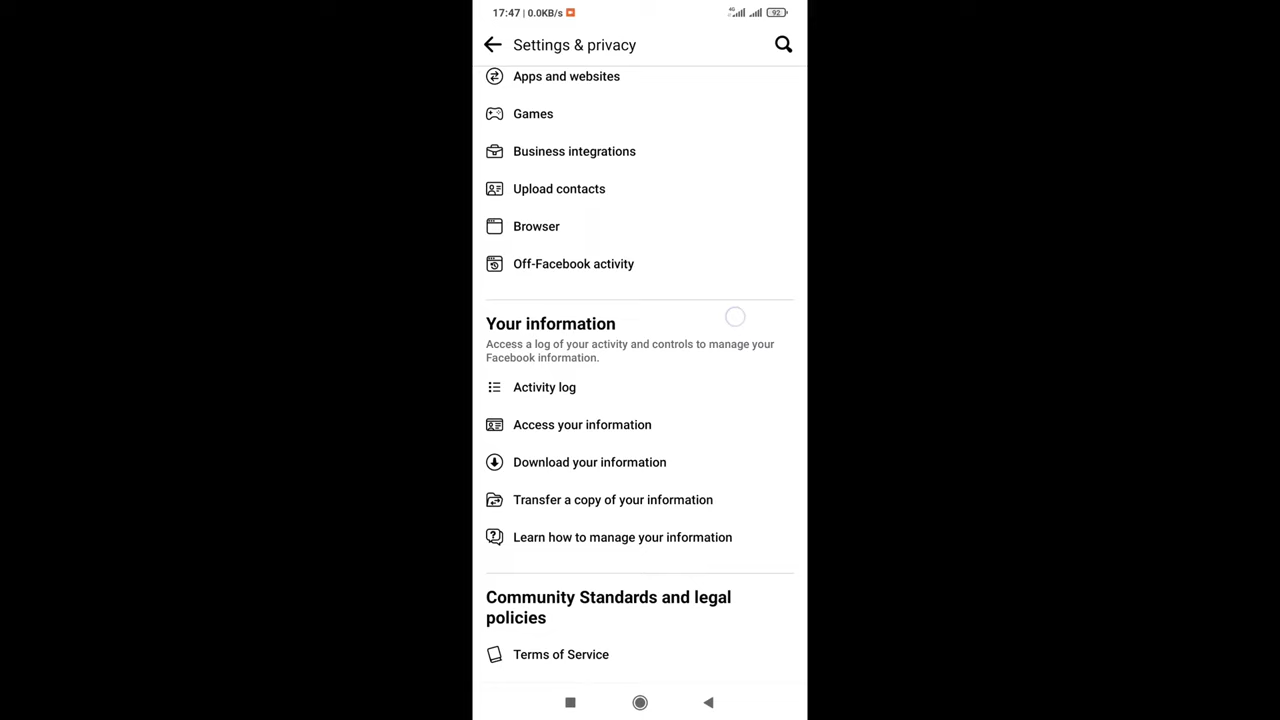 17:47 | 0.0KB/s 4G 92
Settings & privacy
Apps and websites
Games
Business integrations
Upload contacts
Browser
Off-Facebook activity
Your information
Access a log of your activity and controls to manage your
Facebook information.
Activity log
Access your information
Download your information
Transfer a copy of your information
Learn how to manage your information
Community Standards and legal
policies
Terms of Service